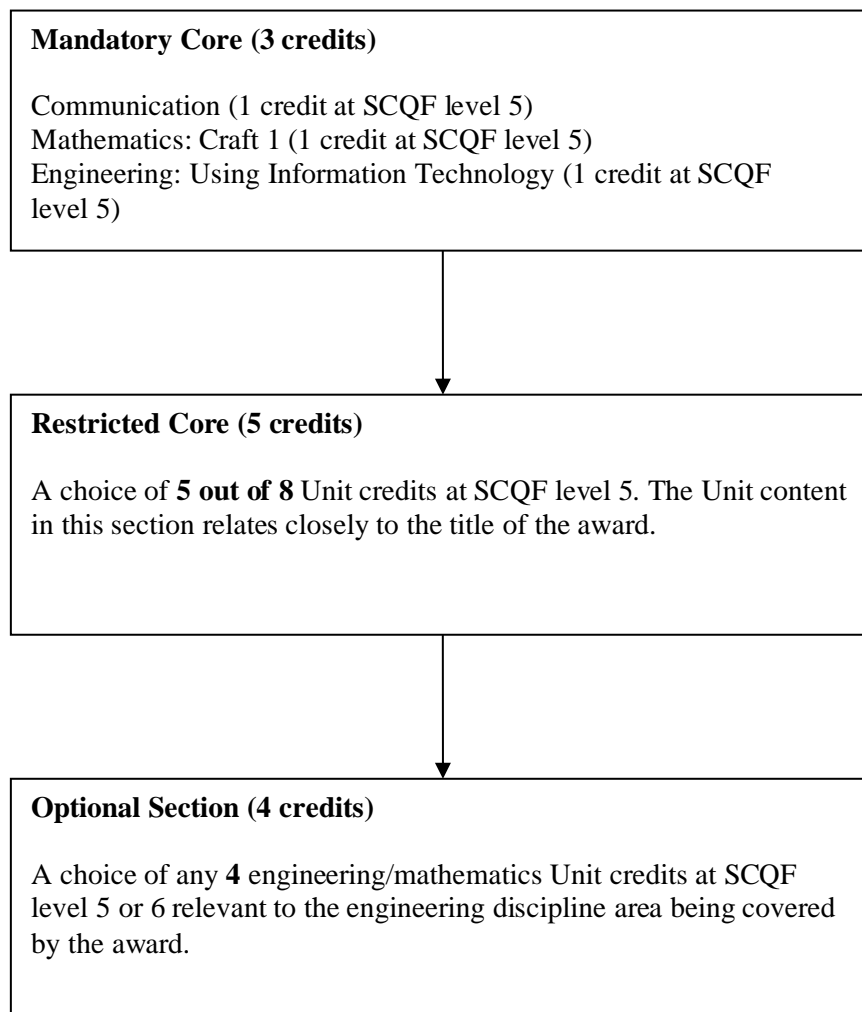 Mandatory Core (3 credits)
Communication (1 credit at SCQF level 5)
Mathematics: Craft 1 (1 credit at SCQF level 5)
Engineering: Using Information Technology (1 credit at SCQF
level 5)
Restricted Core (5 credits)
A choice of 5 out of 8 Unit credits at SCQF level 5. The Unit content
in this section relates closely to the title of the award.
Optional Section (4 credits)
A choice of any 4 engineering/mathematics Unit credits at SCQF
level 5 or 6 relevant to the engineering discipline area being covered
by the award.